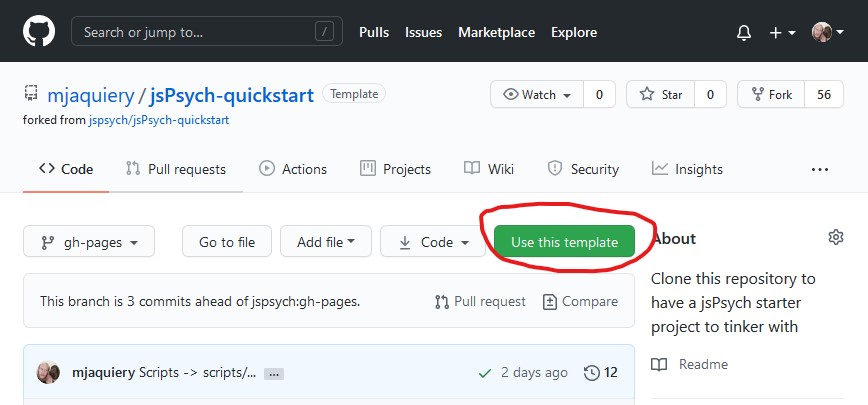 Search or jump to... / Pulls Issues Marketplace Explore
mjaquiery / jsPsych-quickstart Template Watch 0 Star 0 Fork 56
forked from jspsych/jsPsych-quickstart
Code Pull requests Actions Projects Wiki Security Insights ...
gh-pages Go to file Add file Code Use this template
About
This branch is 3 commits ahead of jspsych:gh-pages. Pull request Compare
Clone this repository to
have a jsPsych starter
project to tinker with
mjaquiery Scripts -> scripts/... ... 2 days ago 12
Readme